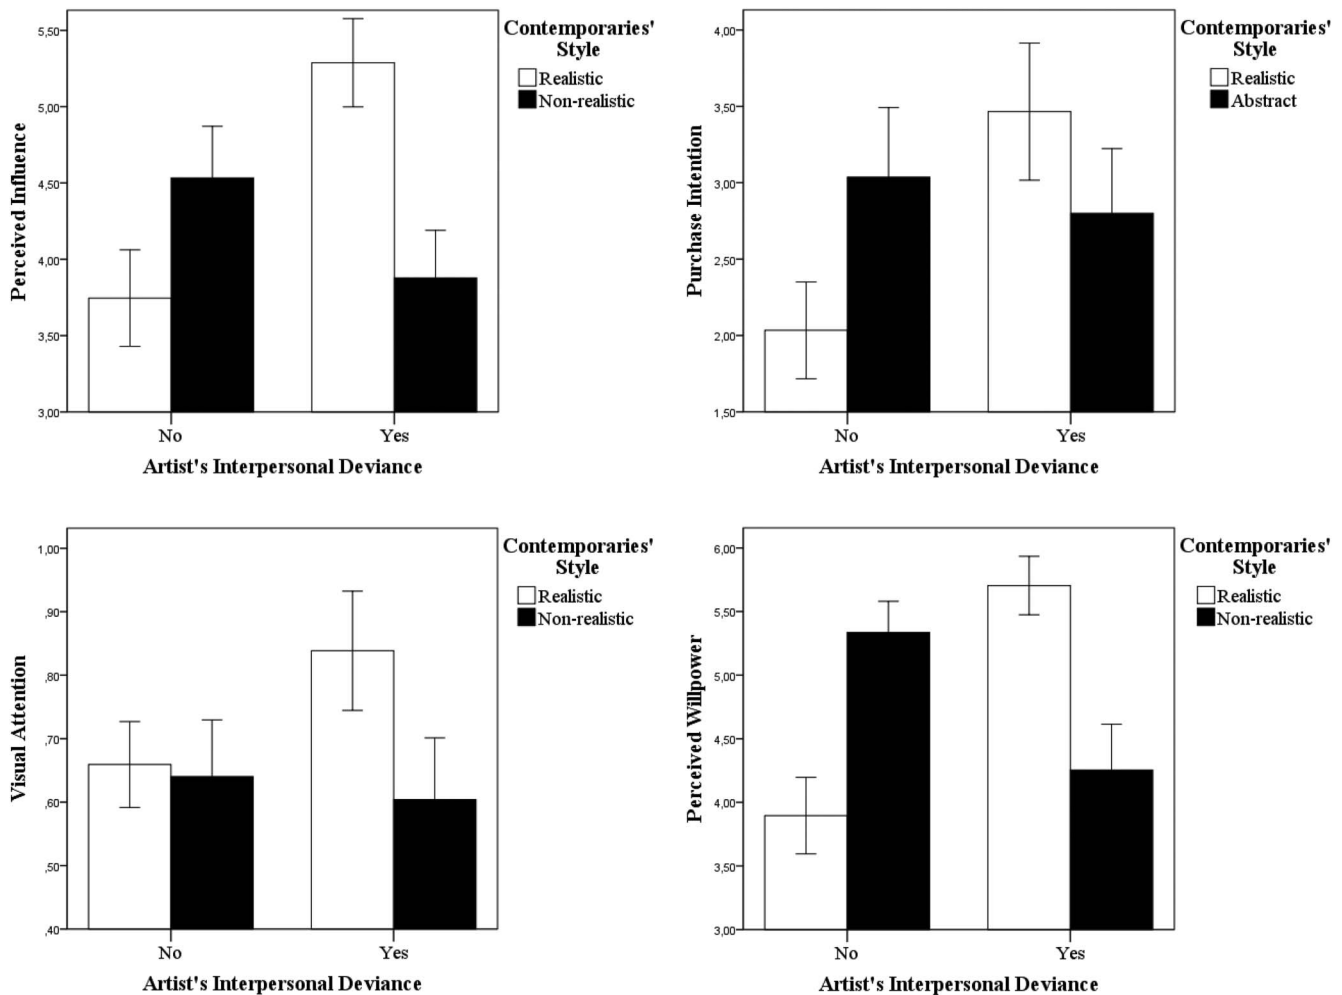 Perceived Influence
5,50
5,00
4,50
4,00
3,50
3,00
No
Yes
Artist's Interpersonal Deviance
Contemporaries'
Style
Realistic
Non-realistic
Purchase Intention
4,00
3,50
3,00
2,50
2,00
1,50
No
Yes
Artist's Interpersonal Deviance
Contemporaries'
Style
Realistic
Abstract
Visual Attention
1,00
,90
,80
,70
,60
,50
,40
No
Yes
Artist's Interpersonal Deviance
Contemporaries'
Style
Realistic
Non-realistic
Perceived Willpower
6,00
5,50
5,00
4,50
4,00
3,50
3,00
No
Yes
Artist's Interpersonal Deviance
Contemporaries'
Style
Realistic
Non-realistic